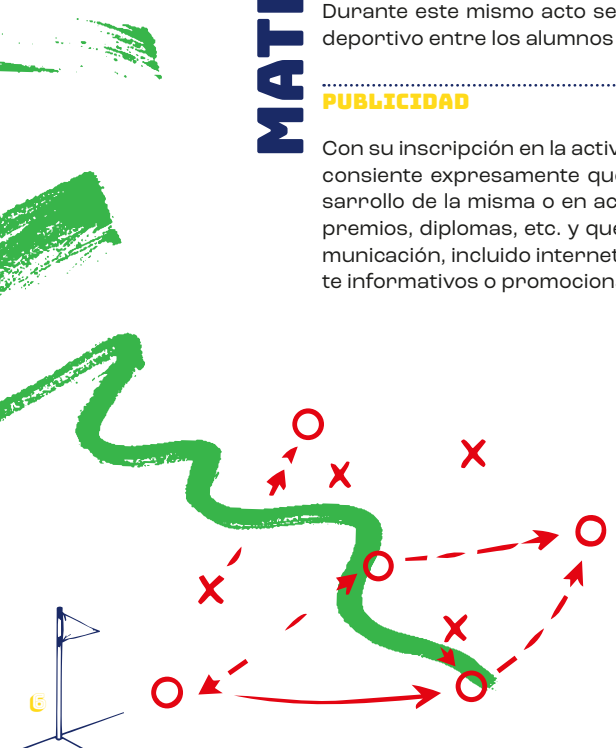 Durante este mismo acto se
deportivo entre los alumnos
MAT
PUBLICIDAD
Con su inscripción en la activ
consiente expresamente que
sarrollo de la misma o en ac
premios, diplomas, etc. y que
municación, incluido internet
te informativos o promocion
6